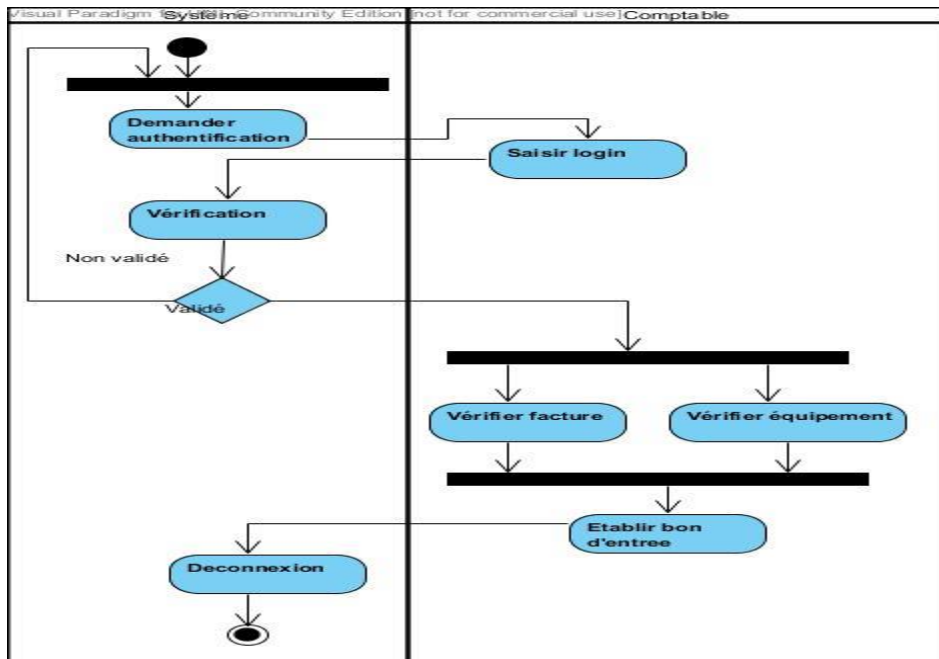 Visual Paradigm for UML Community Edition [not for commercial use]
Système
Comptable
Demander
authentification
Saisir login
Vérification
Non validé
Validé
Vérifier facture
Vérifier équipement
Etablir bon
d'entree
Deconnexion